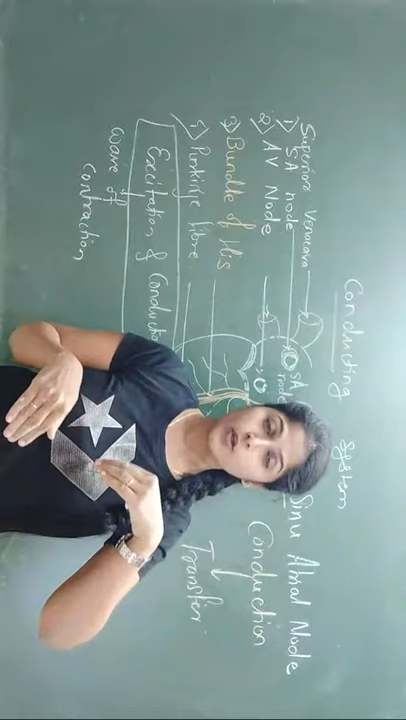 Conducting System
Superior Venacava
1) SA node
2) AV Node
3) Bundle of His
4) Purkinje fibre
Excitation & Conductio
wave of
Contraction
SA
node
Sinu Atrial Node
Conduction
Transfer